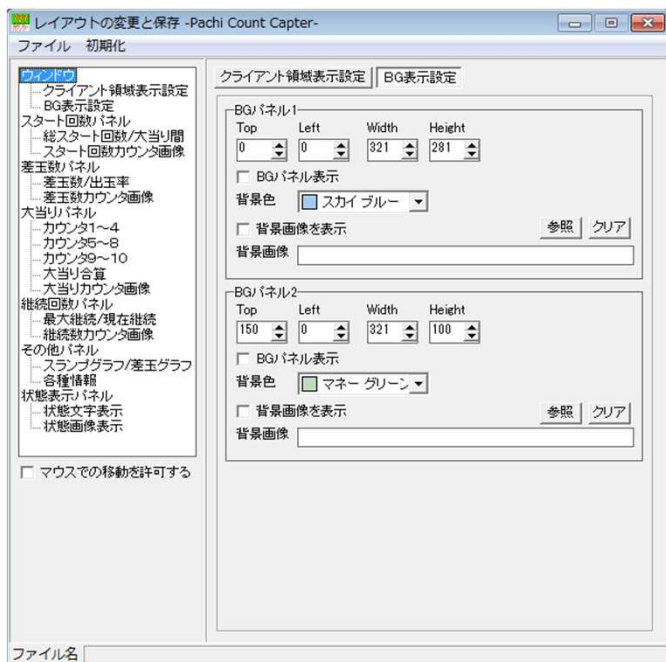 レイアウトの変更と保存 -Pachi Count Capter-
ファイル 初期化
ウィンドウ
クライアント領域表示設定
BG表示設定
スタート回数パネル
総スタート回数/大当り間
スタート回数カウンタ画像
差玉数パネル
差玉数/出玉率
差玉数カウンタ画像
大当りパネル
カウンタ1～4
カウンタ5～8
カウンタ9～10
大当り合算
大当りカウンタ画像
継続回数パネル
最大継続/現在継続
継続数カウンタ画像
その他パネル
スランプグラフ/差玉グラフ
各種情報
状態表示パネル
状態文字表示
状態画像表示
マウスでの移動を許可する
クライアント領域表示設定 BG表示設定
BGパネル1
Top Left Width Height
0 0 321 281
BGパネル表示
背景色 スカイ ブルー
背景画像を表示 参照 クリア
背景画像
BGパネル2
Top Left Width Height
150 0 321 100
BGパネル表示
背景色 マネー グリーン
背景画像を表示 参照 クリア
背景画像
ファイル名